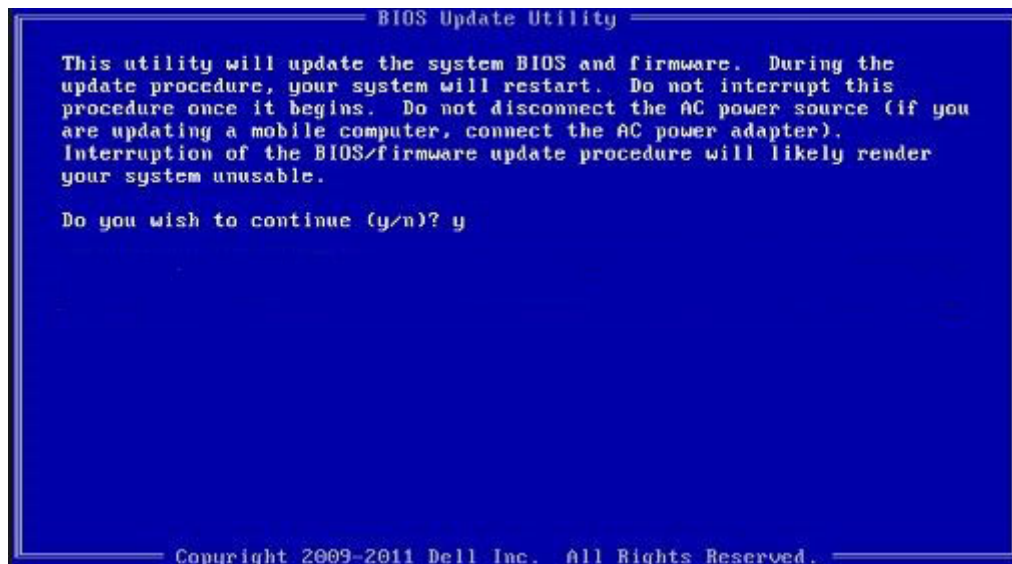 BIOS Update Utility
This utility will update the system BIOS and firmware. During the
update procedure, your system will restart. Do not interrupt this
procedure once it begins. Do not disconnect the AC power source (if you
are updating a mobile computer, connect the AC power adapter).
Interruption of the BIOS/firmware update procedure will likely render
your system unusable.
Do you wish to continue (y/n)? y
Copyright 2009-2011 Dell Inc. All Rights Reserved.